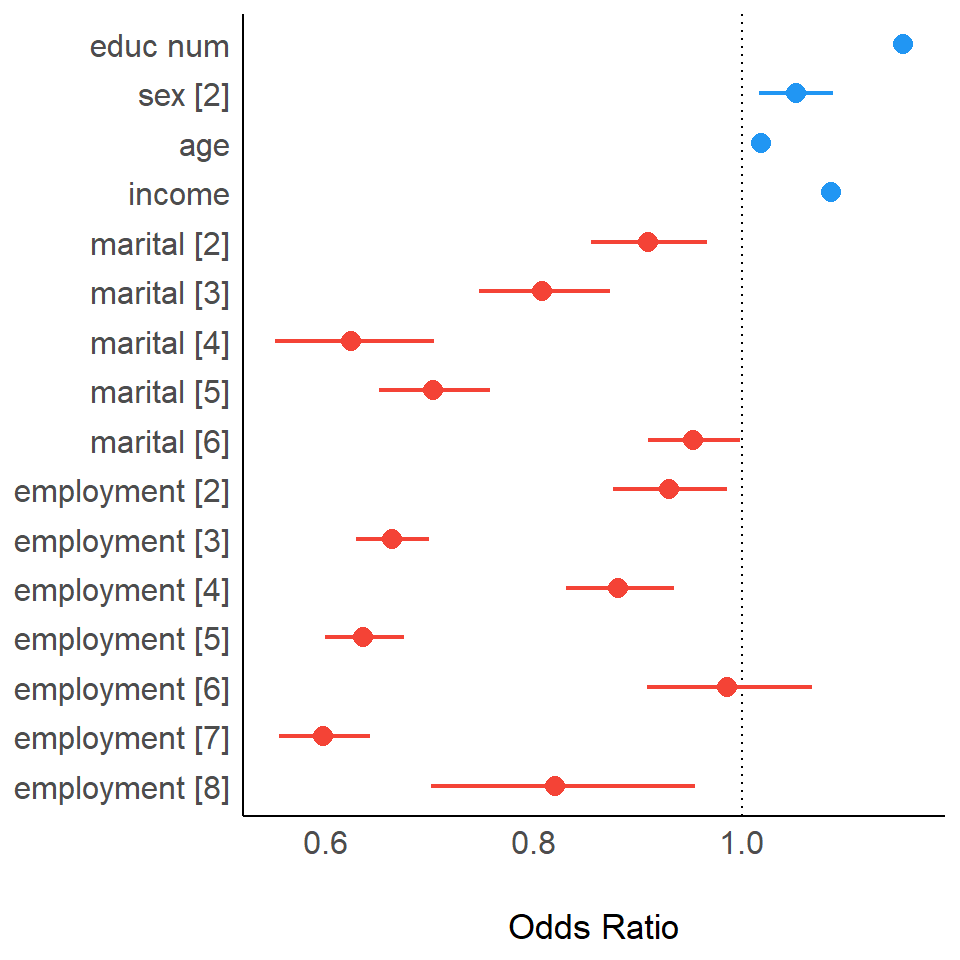 educ num
sex [2]
age
income
marital [2]
marital [3]
marital [4]
marital [5]
marital [6]
employment [2]
employment [3]
employment [4]
employment [5]
employment [6]
employment [7]
employment [8]
0.6 0.8 1.0
Odds Ratio